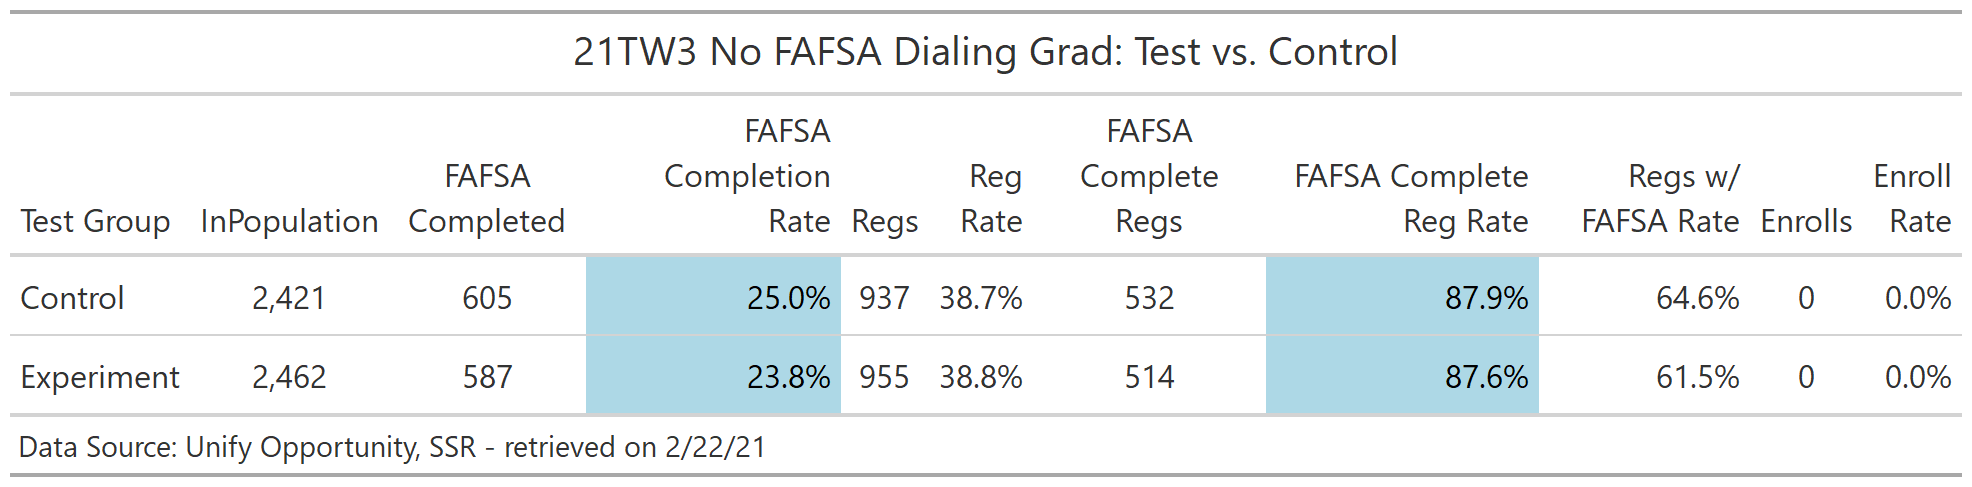 21TW3 No FAFSA Dialing Grad: Test vs. Control
Test Group InPopulation FAFSA Completed FAFSA Completion Rate Regs Reg Rate FAFSA Complete Regs FAFSA Complete Reg Rate Regs w/ FAFSA Rate Enrolls Enroll Rate
Control 2,421 605 25.0% 937 38.7% 532 87.9% 64.6% 0 0.0%
Experiment 2,462 587 23.8% 955 38.8% 514 87.6% 61.5% 0 0.0%
Data Source: Unify Opportunity, SSR - retrieved on 2/22/21